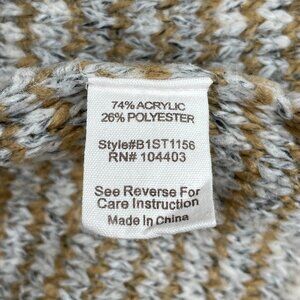 74% ACRYLIC
26% POLYESTER
Style#B1ST1156
RN# 104403
See Reverse For
Care Instruction
Made In China